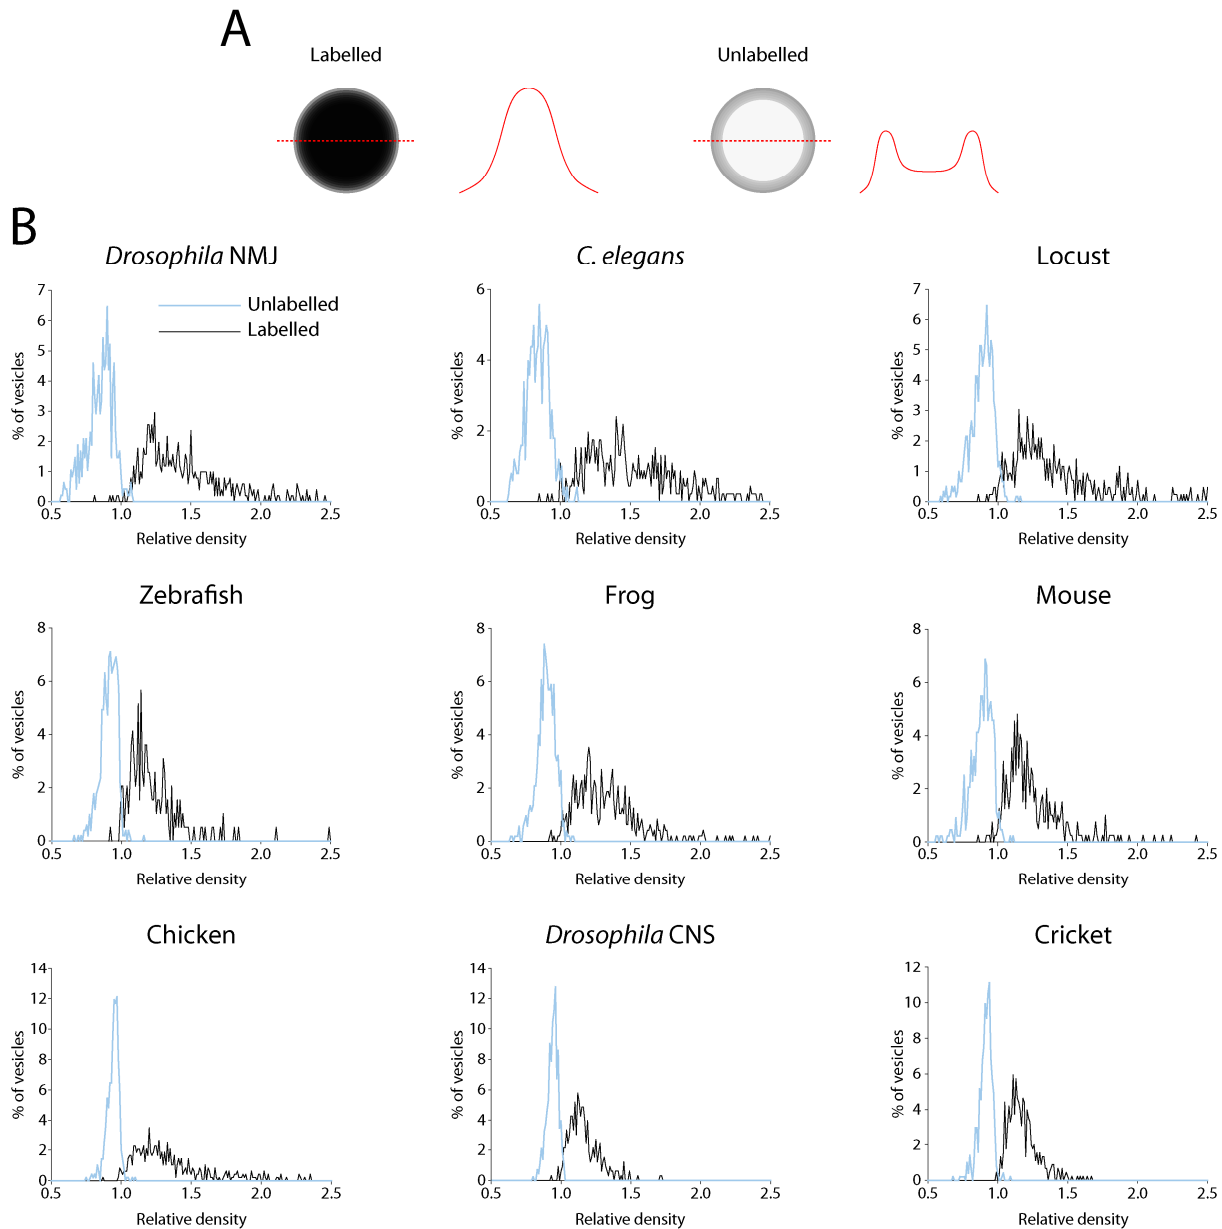 A
Labelled
Unlabelled
B
Drosophila NMJ
7
6
5
4
3
2
1
0
% of vesicles
0.5 1.0 1.5 2.0 2.5
Relative density
Unlabelled
Labelled
C. elegans
6
4
2
0
% of vesicles
0.5 1.0 1.5 2.0 2.5
Relative density
Locust
7
6
5
4
3
2
1
0
% of vesicles
0.5 1.0 1.5 2.0 2.5
Relative density
Zebrafish
8
6
4
2
0
% of vesicles
0.5 1.0 1.5 2.0 2.5
Relative density
Frog
8
6
4
2
0
% of vesicles
0.5 1.0 1.5 2.0 2.5
Relative density
Mouse
8
6
4
2
0
% of vesicles
0.5 1.0 1.5 2.0 2.5
Relative density
Chicken
14
12
10
8
6
4
2
0
% of vesicles
0.5 1.0 1.5 2.0 2.5
Relative density
Drosophila CNS
14
12
10
8
6
4
2
0
% of vesicles
0.5 1.0 1.5 2.0 2.5
Relative density
Cricket
12
10
8
6
4
2
0
% of vesicles
0.5 1.0 1.5 2.0 2.5
Relative density